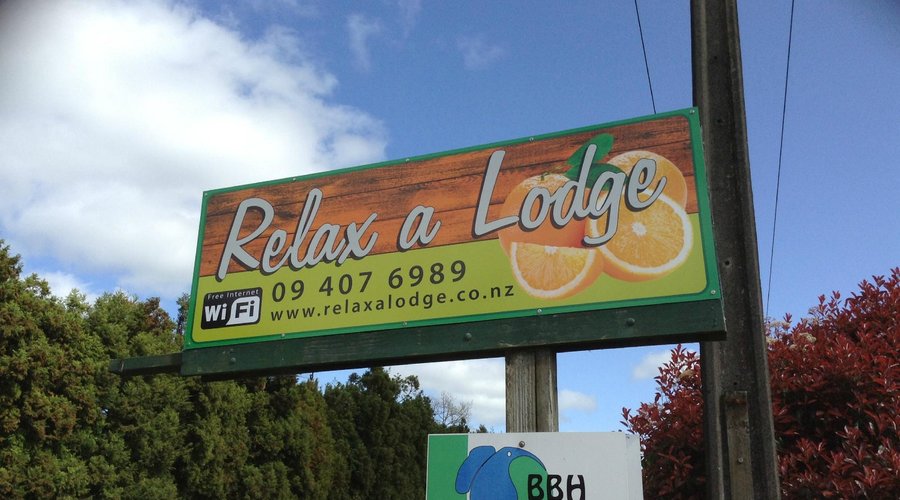 Relax a Lodge
Free Internet
WiFi
09 407 6989
www.relaxalodge.co.nz
BBH